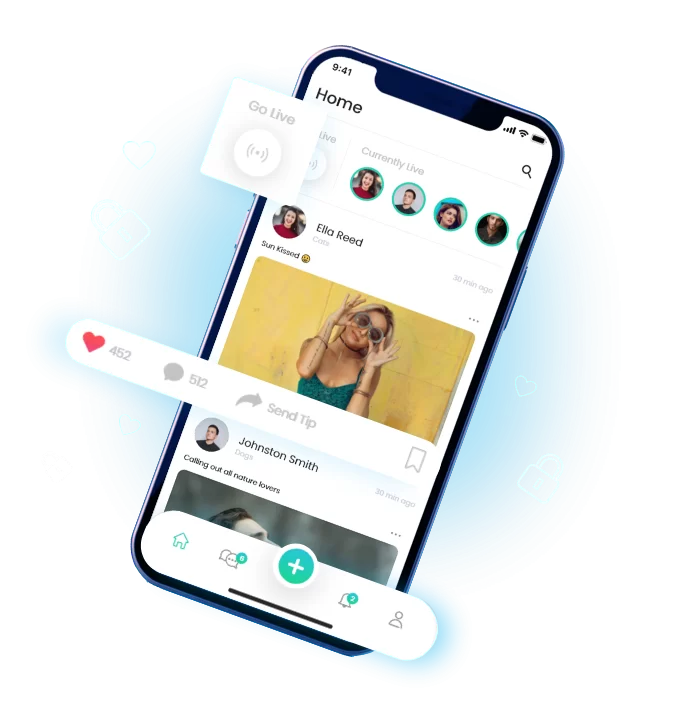 9:41
Home
Go Live
Live
Currently Live
Ella Reed
Cats
30 min ago
Sun Kissed 😀
...
452
512
Send Tip
Johnston Smith
Dogs
30 min ago
Calling out all nature lovers
...
6
2